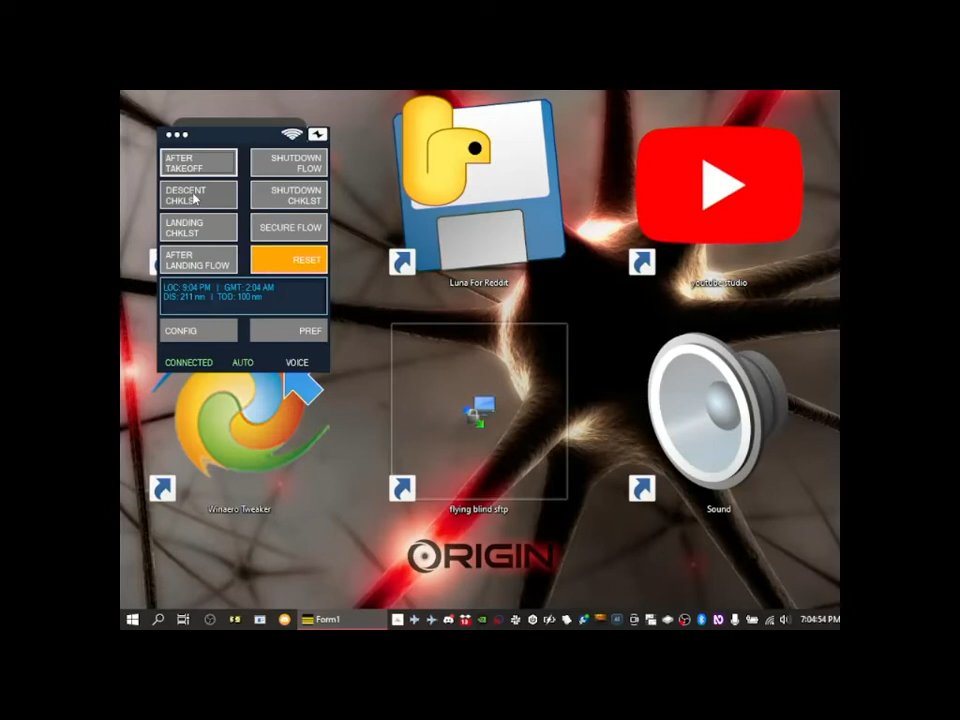 AFTER
TAKEOFF
SHUTDOWN
FLOW
DESCENT
CHKLST
SHUTDOWN
CHKLST
LANDING
CHKLST
SECURE FLOW
AFTER
LANDING FLOW
RESET
LOC: 9:04 PM | GMT: 2:04 AM
DIS: 211 nm | TOD: 100 nm
CONFIG
PREF
CONNECTED
AUTO
VOICE
Luna For Reddit
youtube studio
Winaero Tweaker
flying blind sftp
Sound
ORIGIN
Form1
7:04:54 PM